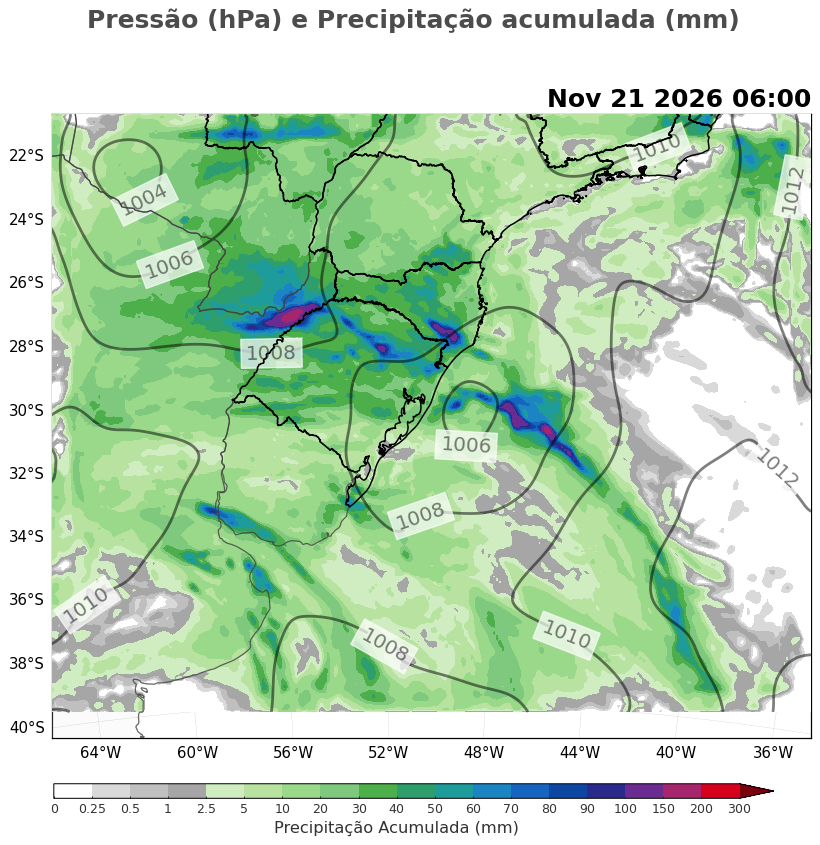 Pressão (hPa) e Precipitação acumulada (mm)
Nov 21 2026 06:00
1010
1012
22°S
1004
24°S
1006
26°S
28°S
1008
30°S
1006
1012
32°S
1008
34°S
36°S
1010
1008
1010
38°S
40°S
64°W 60°W 56°W 52°W 48°W 44°W 40°W 36°W
0 0.25 0.5 1 2.5 5 10 20 30 40 50 60 70 80 90 100 150 200 300
Precipitação Acumulada (mm)